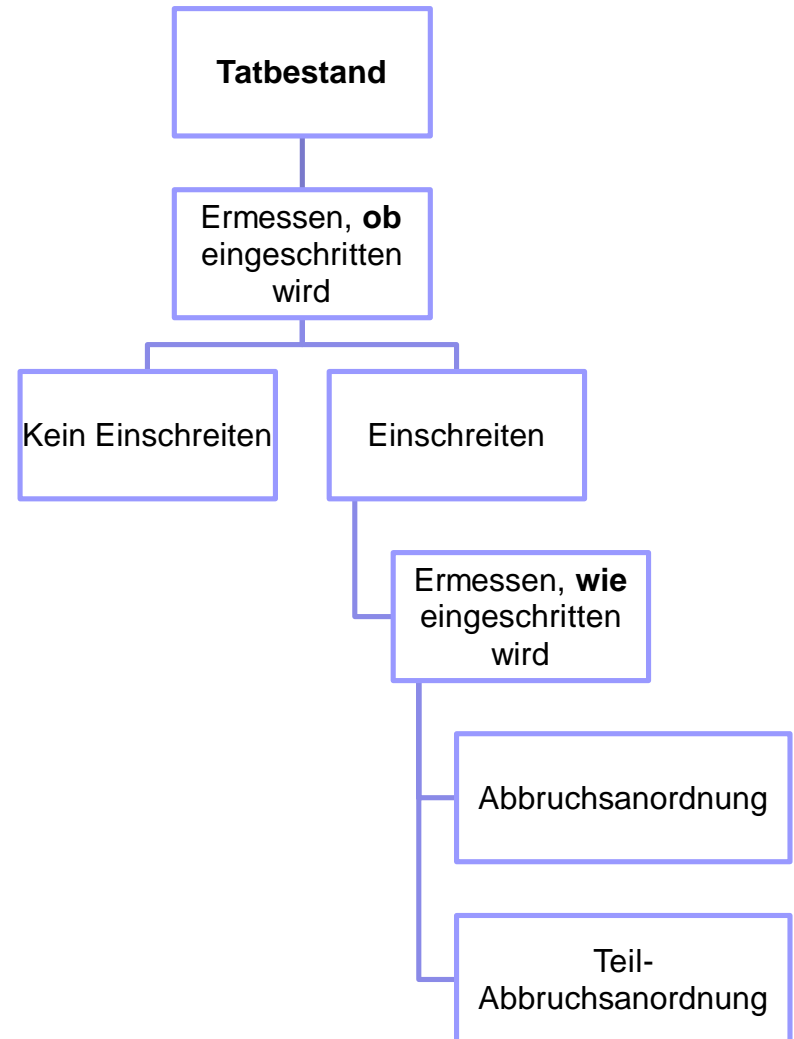 Tatbestand
Ermessen, ob
eingeschritten
wird
Kein Einschreiten
Einschreiten
Ermessen, wie
eingeschritten
wird
Abbruchsanordnung
Teil-
Abbruchsanordnung